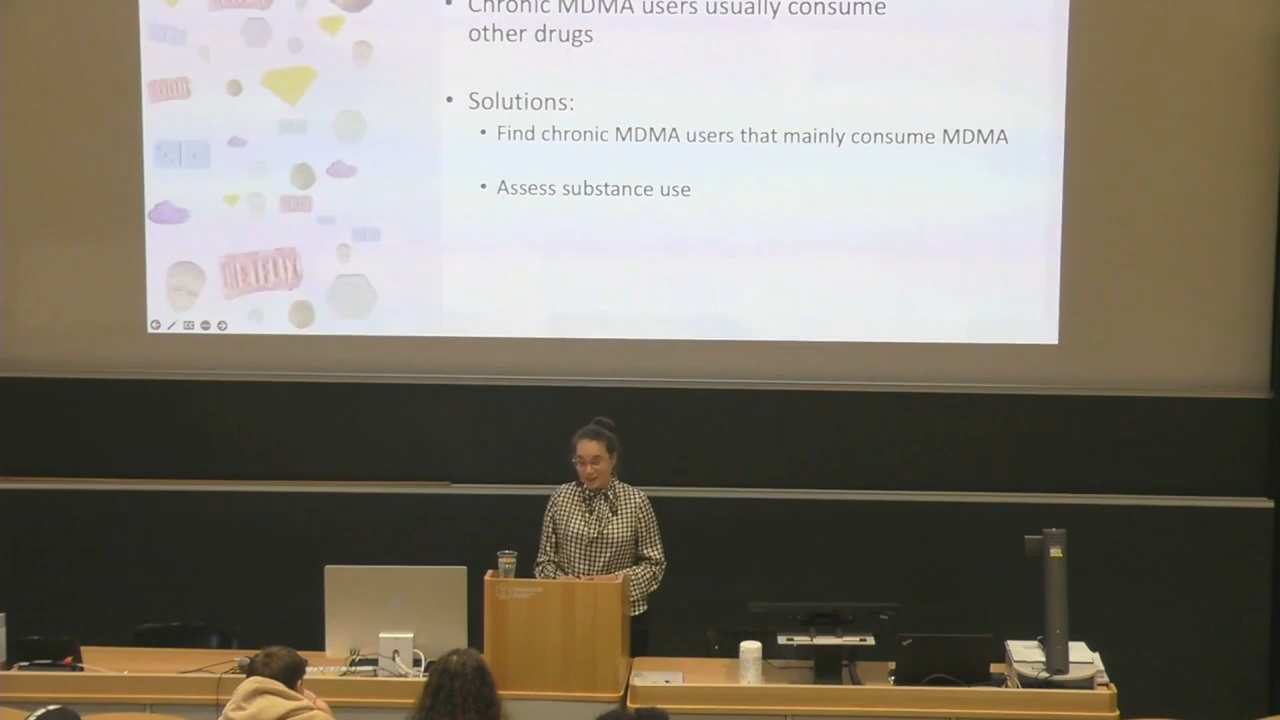 • Chronic MDMA users usually consume
other drugs
• Solutions:
• Find chronic MDMA users that mainly consume MDMA
• Assess substance use
NETFLIX